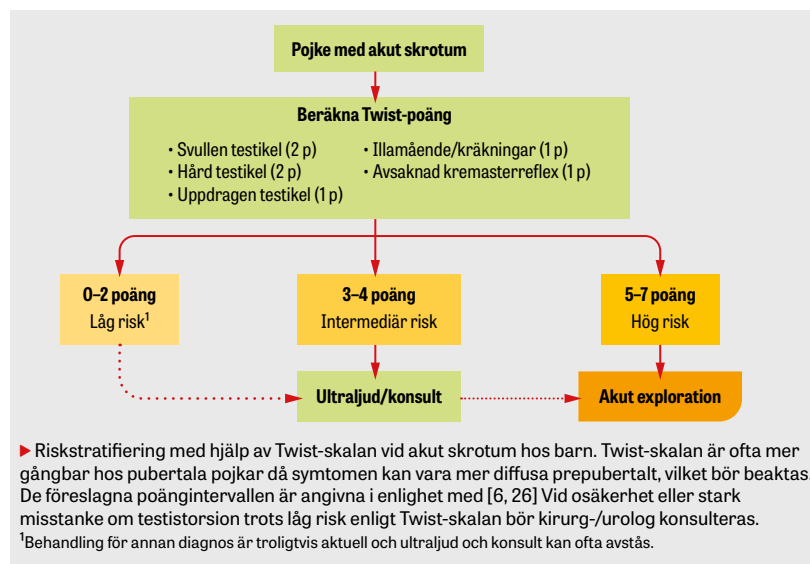 Pojke med akut skrotum
Beräkna Twist-poäng
• Svullen testikel (2 p)
• Hård testikel (2 p)
• Uppdragen testikel (1 p)
• Illamående/kräkningar (1 p)
• Avsaknad kremasterreflex (1 p)
0–2 poäng
Låg risk¹
3–4 poäng
Intermediär risk
5–7 poäng
Hög risk
Ultraljud/konsult
Akut exploration
▶ Riskstratifiering med hjälp av Twist-skalan vid akut skrotum hos barn. Twist-skalan är ofta mer
gångbar hos pubertala pojkar då symtomen kan vara mer diffusa prepubertalt, vilket bör beaktas.
De föreslagna poängintervallen är angivna i enlighet med [6, 26] Vid osäkerhet eller stark
misstanke om testistorsion trots låg risk enligt Twist-skalan bör kirurg-/urolog konsulteras.
¹Behandling för annan diagnos är troligtvis aktuell och ultraljud och konsult kan ofta avstås.